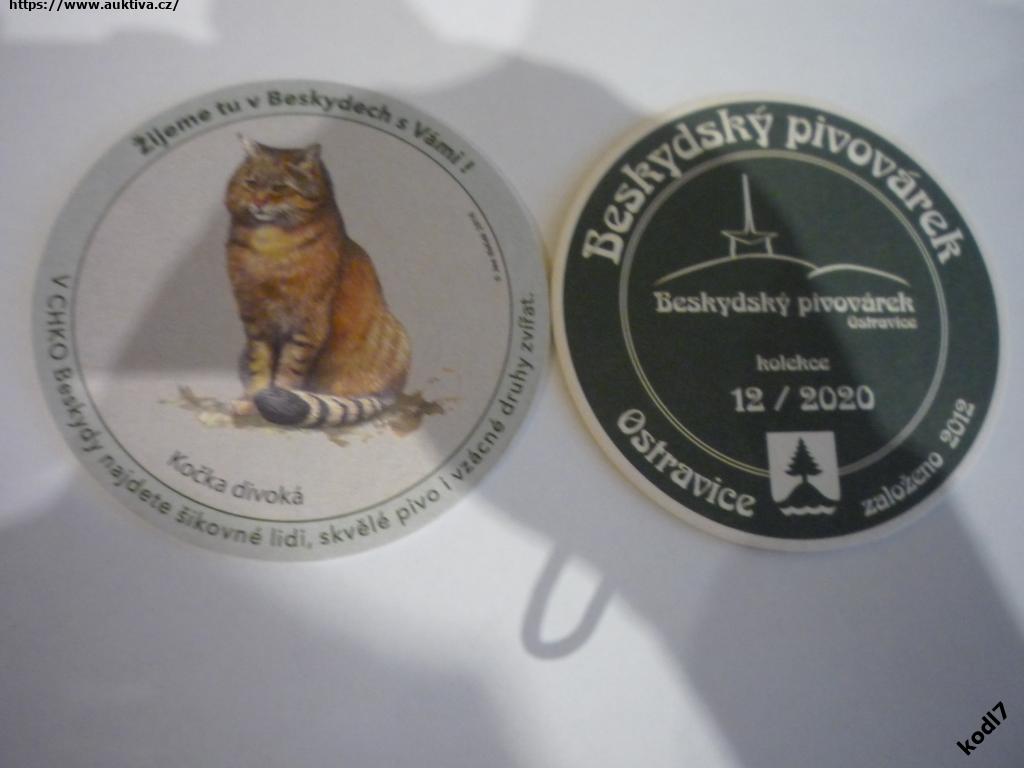 https://www.auktiva.cz/
Žijeme tu v Beskydech s Vámi !
Kočka divoká
V CHKO Beskydy najdete šikovné lidi, skvělé pivo i vzácné druhy zvířat.
Beskydský pivovárek
Beskydský pivovárek
Ostravice
kolekce
12 / 2020
Ostravice
založeno 2012
kodl7